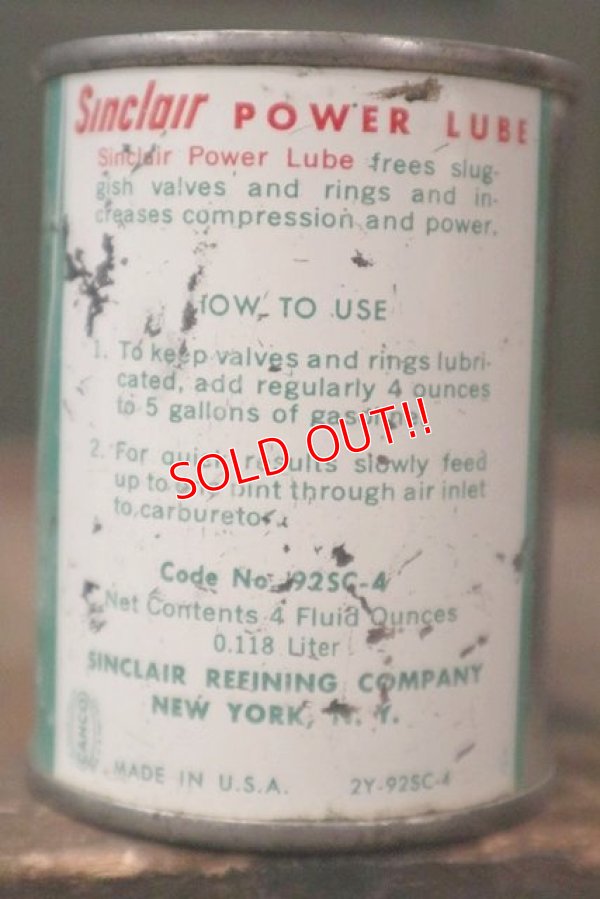 Sinclair POWER LUBE
Sinclair Power Lube frees slug-
gish valves and rings and in-
creases compression and power.
HOW TO USE
1. To keep valves and rings lubri-
cated, add regularly 4 ounces
to 5 gallons of gasoline.
SOLD OUT!!
2. For quick results slowly feed
up to one pint through air inlet
to carburetor.
Code No. 92SC-4
Net Contents 4 Fluid Ounces
0.118 Liter
SINCLAIR REFINING COMPANY
NEW YORK, N. Y.
CANCO
MADE IN U.S.A. 2Y-92SC-4